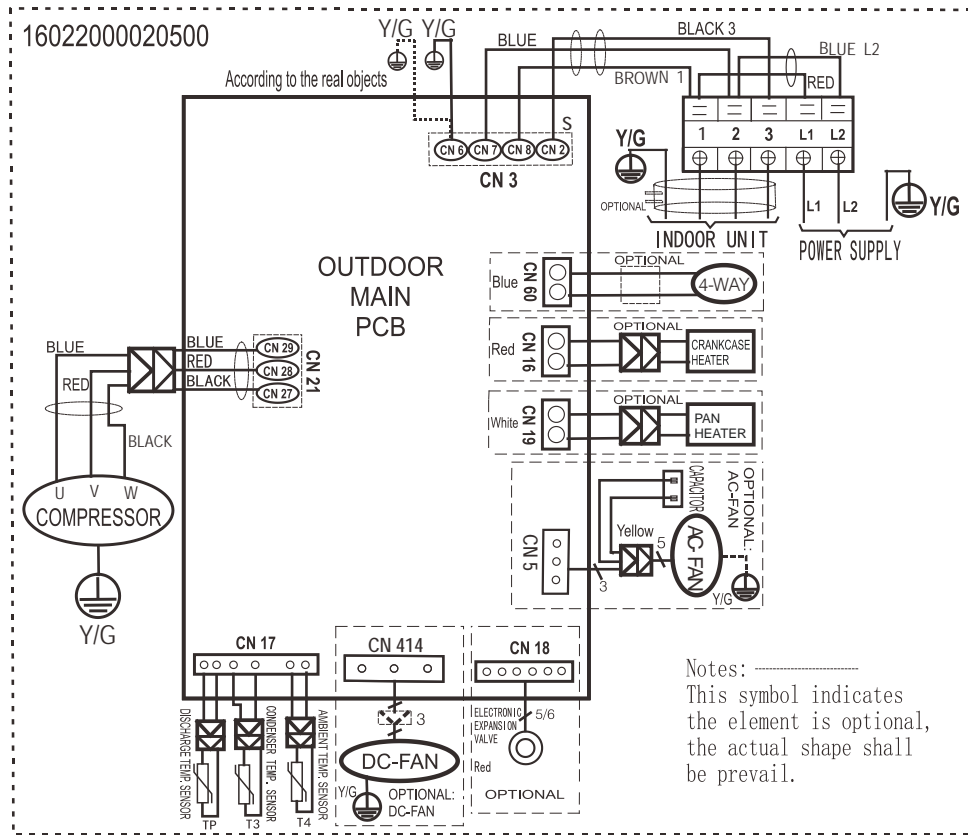 16022000020500
Y/G Y/G
BLUE
BLACK 3
BLUE L2
According to the real objects
BROWN 1
RED
S
CN 6 CN 7 CN 8 CN 2
CN 3
1 2 3 L1 L2
Y/G
OPTIONAL
L1 L2
Y/G
INDOOR UNIT
POWER SUPPLY
OUTDOOR
MAIN
PCB
Blue
CN 60
OPTIONAL
4-WAY
Red
CN 16
OPTIONAL
CRANKCASE
HEATER
White
CN 19
OPTIONAL
PAN
HEATER
BLUE
RED
BLACK
CN 29
CN 28
CN 27
CN 21
BLUE
RED
BLACK
U V W
COMPRESSOR
Y/G
CN 5
3
Yellow
5
CAPACITOR
AC-FAN
OPTIONAL:
AC-FAN
Y/G
CN 17
DISCHARGE TEMP. SENSOR
CONDENSER TEMP. SENSOR
AMBIENT TEMP. SENSOR
TP T3 T4
CN 414
3
DC-FAN
Y/G
OPTIONAL:
DC-FAN
CN 18
ELECTRONIC
EXPANSION
VALVE
5/6
Red
OPTIONAL
Notes:
This symbol indicates
the element is optional,
the actual shape shall
be prevail.